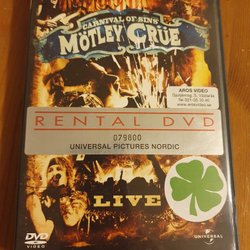 CARNIVAL OF SINS
MÖTLEY CRÜE
AROS VIDEO
RENTAL DVD
079800
UNIVERSAL PICTURES NORDIC
LIVE
DVD
VIDEO
UNIVERSAL